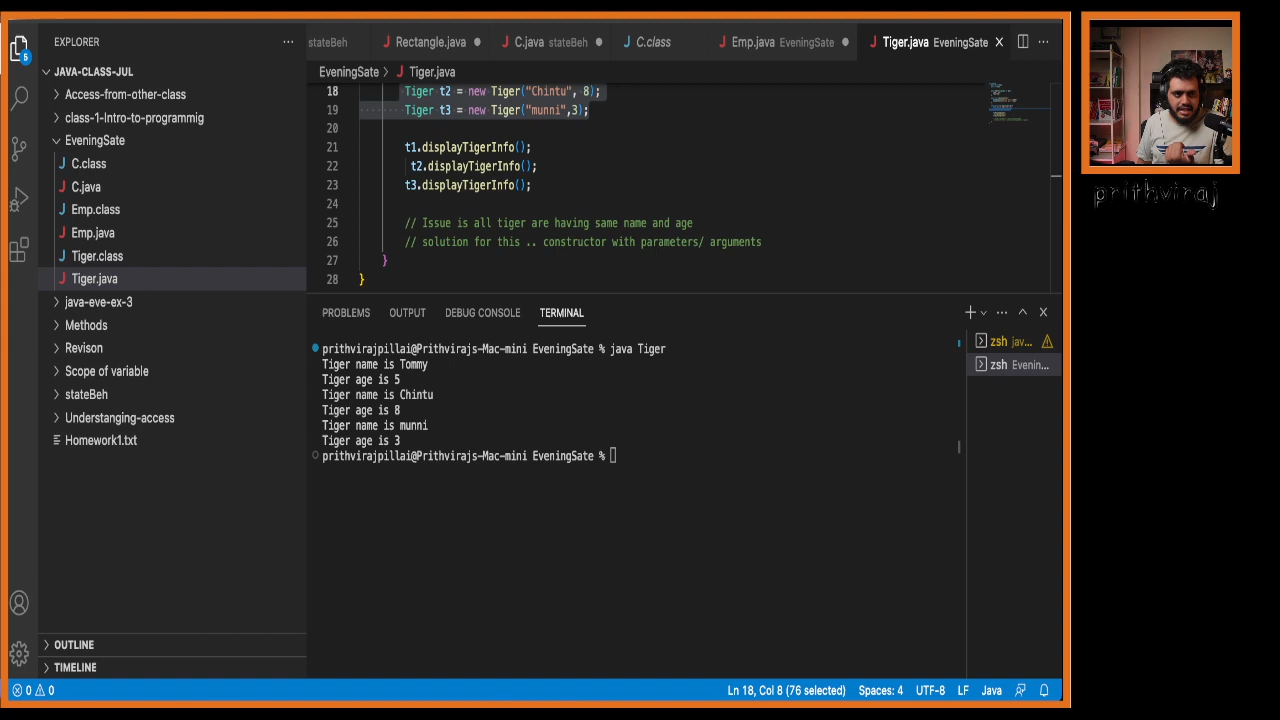 EXPLORER
JAVA-CLASS-JUL
Access-from-other-class
class-1-Intro-to-programmig
EveningSate
C.class
C.java
Emp.class
Emp.java
Tiger.class
Tiger.java
java-eve-ex-3
Methods
Revison
Scope of variable
stateBeh
Understanging-access
Homework1.txt
OUTLINE
TIMELINE
5
stateBeh Rectangle.java C.java stateBeh C.class Emp.java EveningSate Tiger.java EveningSate
EveningSate > Tiger.java
18 Tiger t2 = new Tiger("Chintu", 8);
19 Tiger t3 = new Tiger("munni",3);
20
21 t1.displayTigerInfo();
22 t2.displayTigerInfo();
23 t3.displayTigerInfo();
24
25 // Issue is all tiger are having same name and age
26 // solution for this .. constructor with parameters/ arguments
27 }
28 }
PROBLEMS OUTPUT DEBUG CONSOLE TERMINAL
prithvirajpillai@Prithvirajs-Mac-mini EveningSate % java Tiger
Tiger name is Tommy
Tiger age is 5
Tiger name is Chintu
Tiger age is 8
Tiger name is munni
Tiger age is 3
prithvirajpillai@Prithvirajs-Mac-mini EveningSate %
zsh jav...
zsh Evenin...
0 0 Ln 18, Col 8 (76 selected) Spaces: 4 UTF-8 LF Java
prithviraj